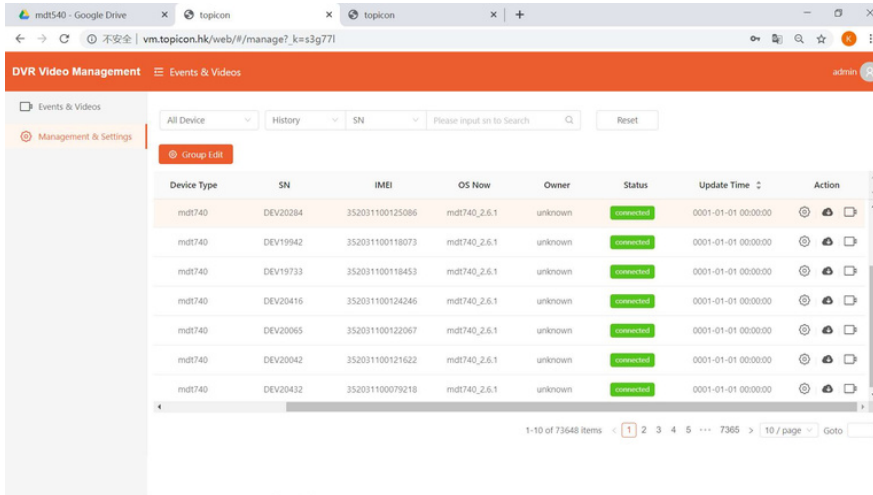 mdt540 - Google Drive topicon topicon
不安全 vm.topicon.hk/web/#/manage?_k=s3g77l K
DVR Video Management Events & Videos admin
Events & Videos
Management & Settings
All Device History SN Please input sn to Search Reset
Group Edit
Device Type SN IMEI OS Now Owner Status Update Time Action
mdt740 DEV20284 352031100125086 mdt740_2.6.1 unknown connected 0001-01-01 00:00:00
mdt740 DEV19942 352031100118073 mdt740_2.6.1 unknown connected 0001-01-01 00:00:00
mdt740 DEV19733 352031100118453 mdt740_2.6.1 unknown connected 0001-01-01 00:00:00
mdt740 DEV20416 352031100124246 mdt740_2.6.1 unknown connected 0001-01-01 00:00:00
mdt740 DEV20065 352031100122067 mdt740_2.6.1 unknown connected 0001-01-01 00:00:00
mdt740 DEV20042 352031100121622 mdt740_2.6.1 unknown connected 0001-01-01 00:00:00
mdt740 DEV20432 352031100079218 mdt740_2.6.1 unknown connected 0001-01-01 00:00:00
1-10 of 73648 items < 1 2 3 4 5 ··· 7365 > 10 / page Goto